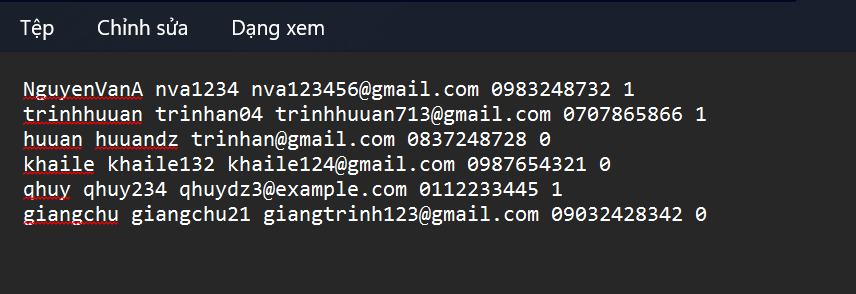 Tệp Chỉnh sửa Dạng xem
NguyenVanA nva1234 nva123456@gmail.com 0983248732 1
trinhhuuan trinhan04 trinhhuuan713@gmail.com 0707865866 1
huuan huuandz trinhan@gmail.com 0837248728 0
khaile khaile132 khaile124@gmail.com 0987654321 0
qhuy qhuy234 qhuydz3@example.com 0112233445 1
giangchu giangchu21 giangtrinh123@gmail.com 09032428342 0